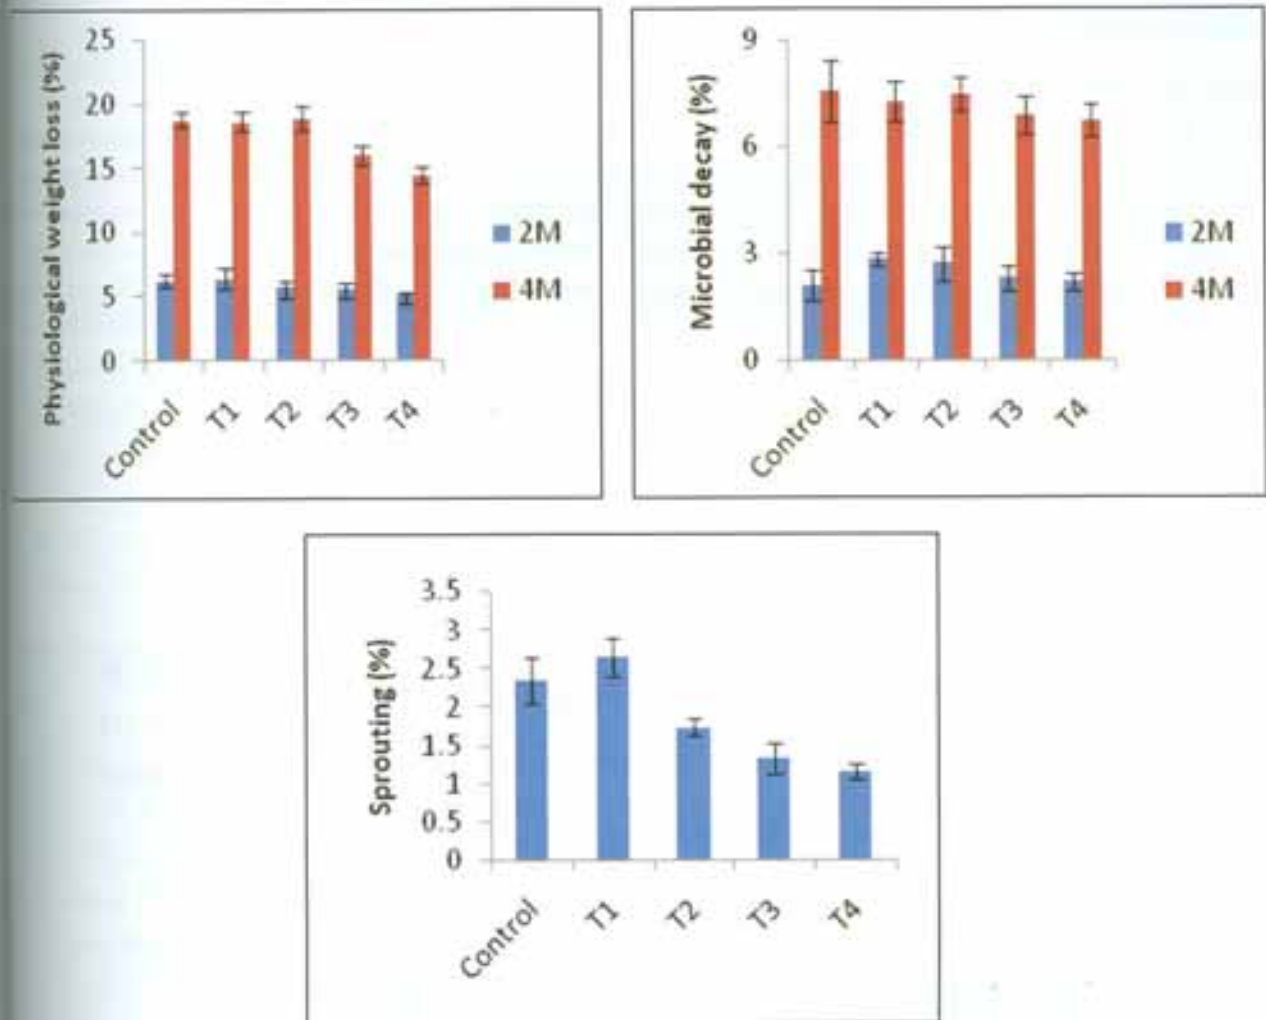 Physiological weight loss (%)
25
20
15
10
5
0
Control
T1
T2
T3
T4
2M
4M
Microbial decay (%)
9
6
3
0
Control
T1
T2
T3
T4
2M
4M
Sprouting (%)
3.5
3
2.5
2
1.5
1
0.5
0
Control
T1
T2
T3
T4